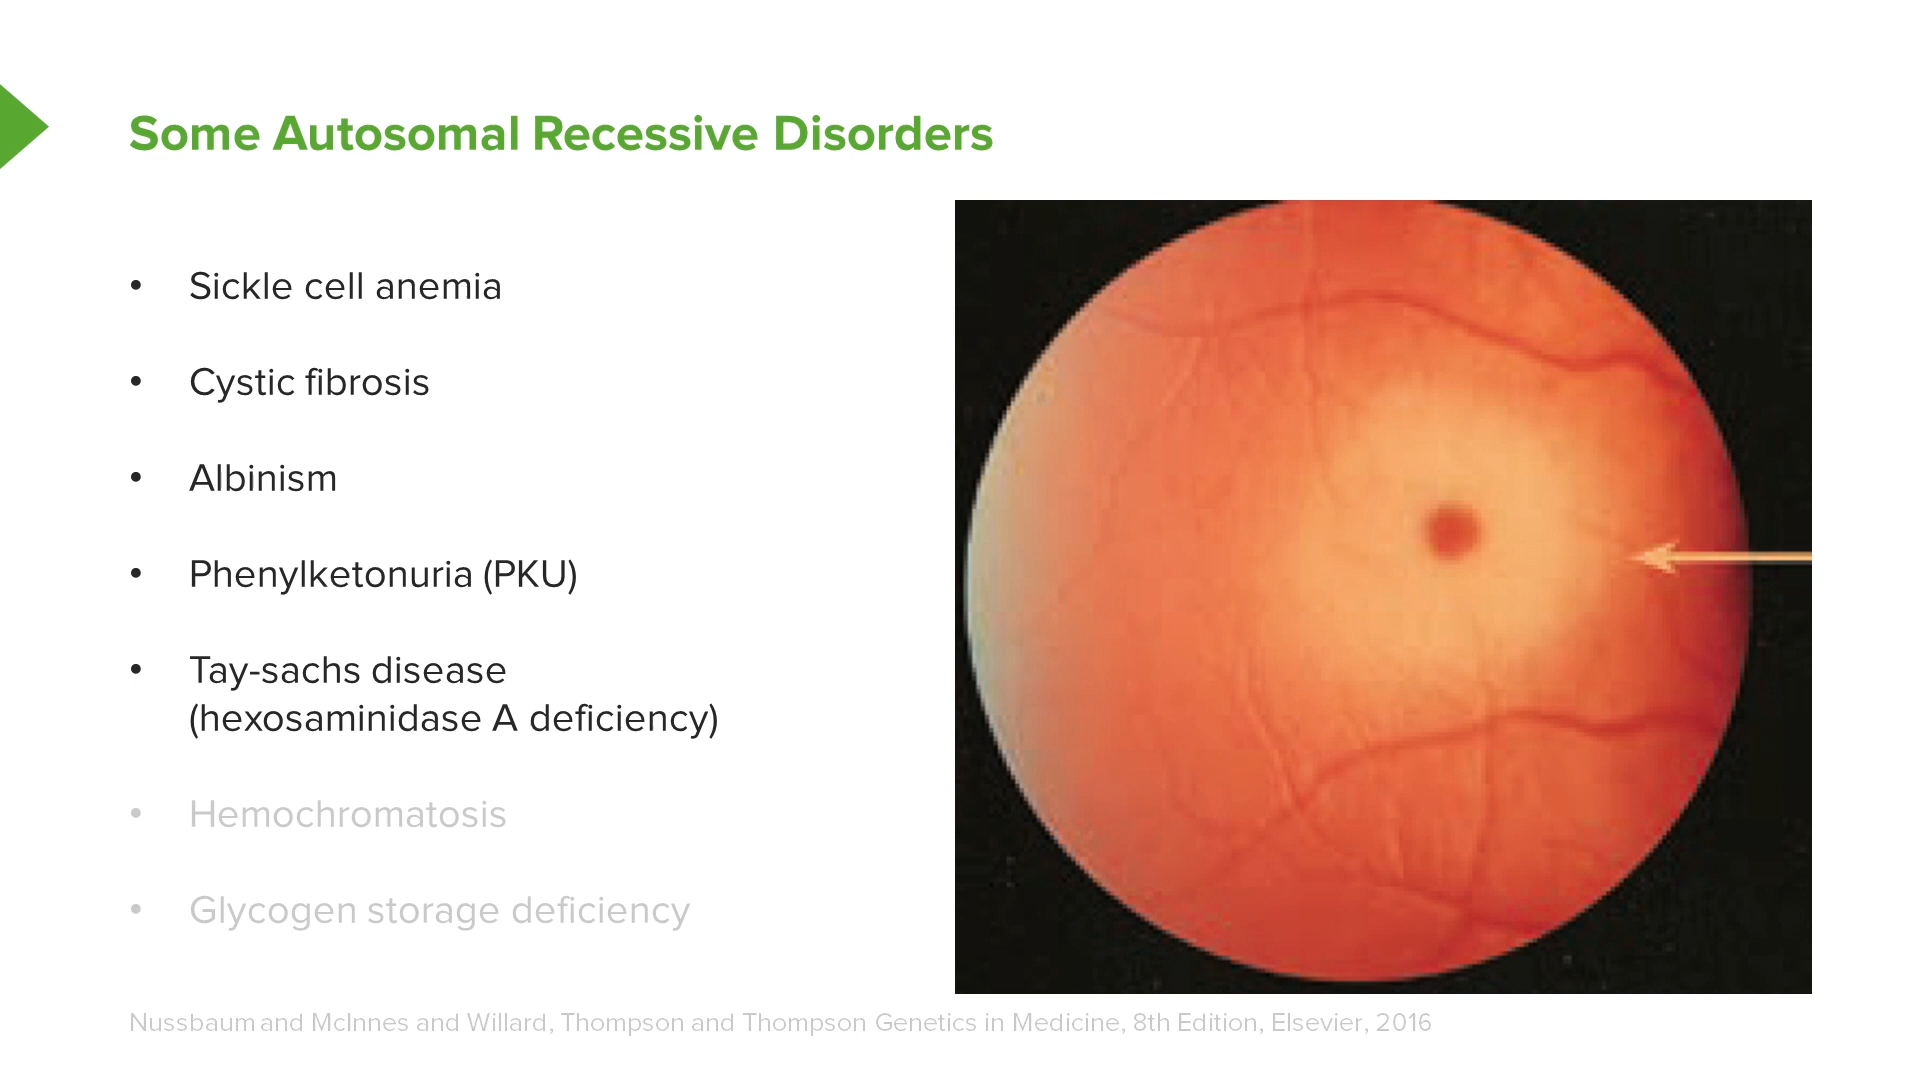 Some Autosomal Recessive Disorders
• Sickle cell anemia
• Cystic fibrosis
• Albinism
• Phenylketonuria (PKU)
• Tay-sachs disease
(hexosaminidase A deficiency)
• Hemochromatosis
• Glycogen storage deficiency
Nussbaum and McInnes and Willard, Thompson and Thompson Genetics in Medicine, 8th Edition, Elsevier, 2016